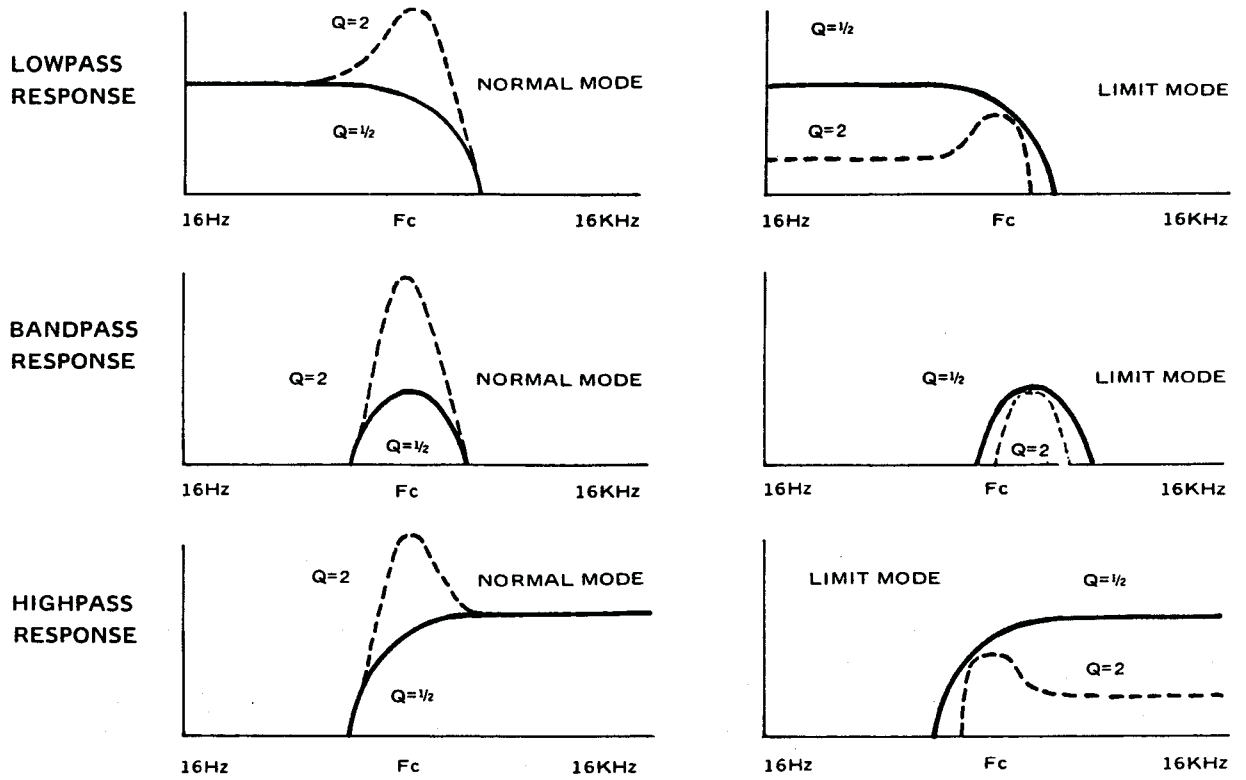 LOWPASS
RESPONSE
Q=2
NORMAL MODE
Q=½
16Hz Fc 16KHz
Q=½
LIMIT MODE
Q=2
16Hz Fc 16KHz
BANDPASS
RESPONSE
Q=2
NORMAL MODE
Q=½
16Hz Fc 16KHz
Q=½
LIMIT MODE
Q=2
16Hz Fc 16KHz
HIGHPASS
RESPONSE
Q=2
NORMAL MODE
Q=½
16Hz Fc 16KHz
LIMIT MODE
Q=½
Q=2
16Hz Fc 16KHz